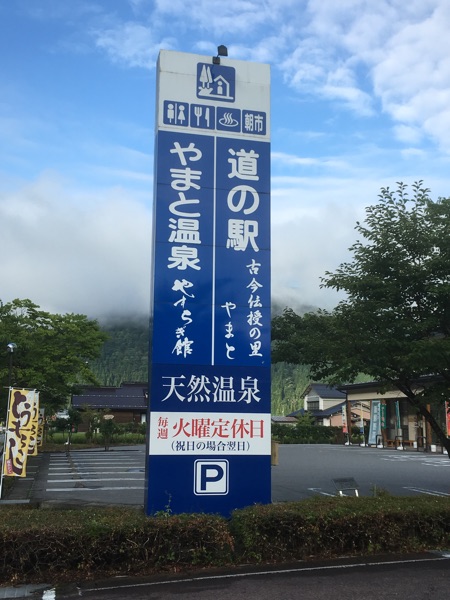 朝市
道の駅
古今伝授の里
やまと
やまと温泉
やすらぎ館
天然温泉
毎週
火曜定休日
(祝日の場合翌日)
P